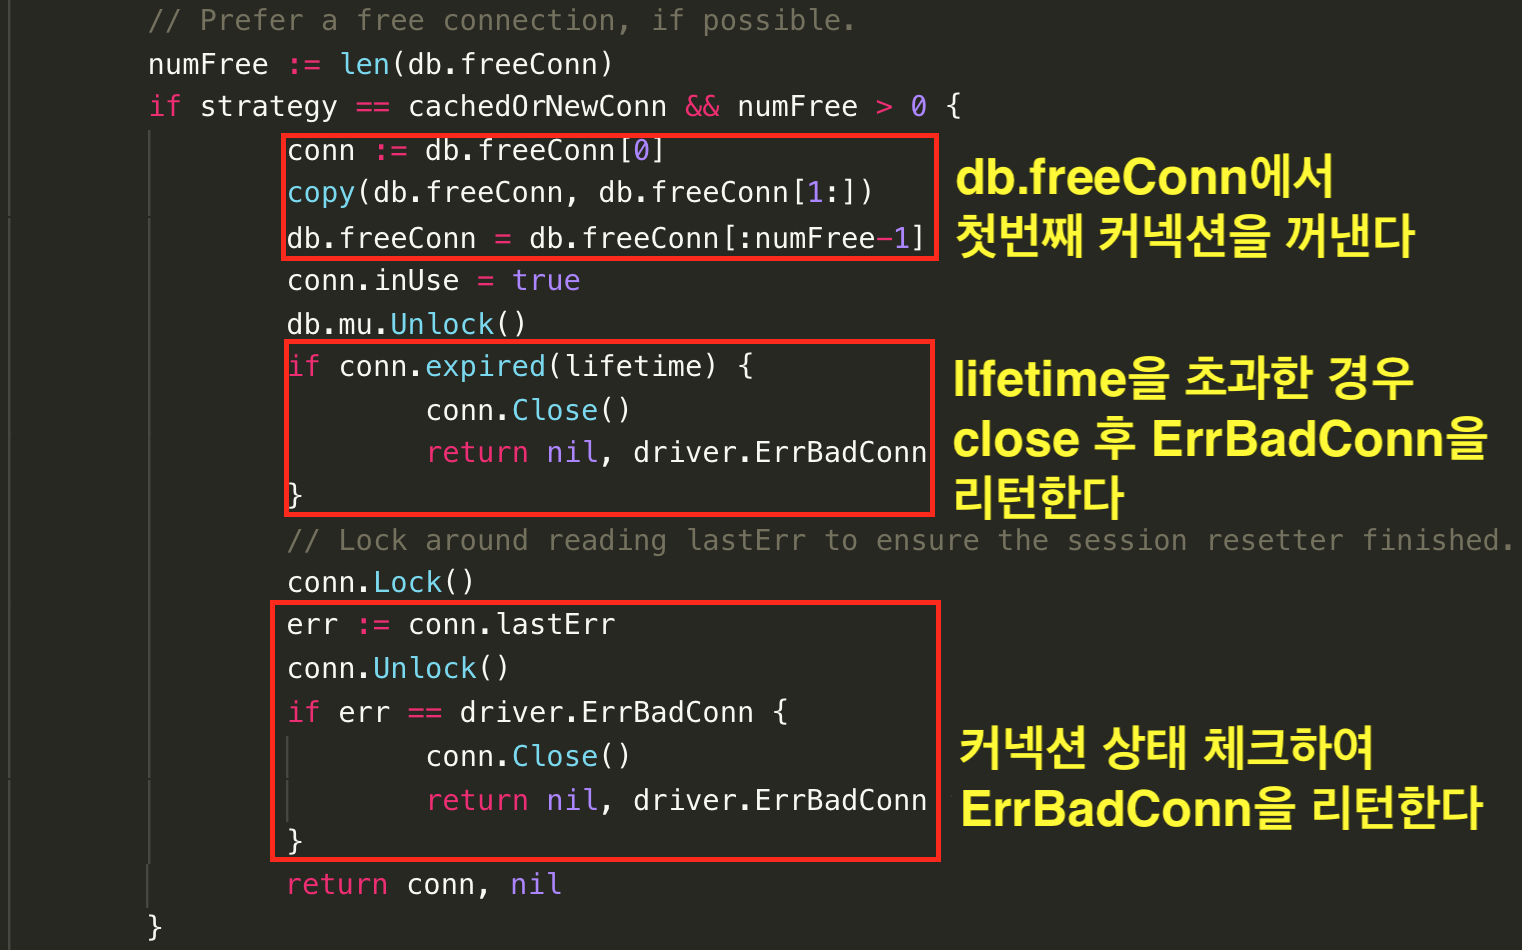 // Prefer a free connection, if possible.
numFree := len(db.freeConn)
if strategy == cachedOrNewConn && numFree > 0 {
conn := db.freeConn[0]
copy(db.freeConn, db.freeConn[1:])
db.freeConn = db.freeConn[:numFree-1]
db.freeConn에서
첫번째 커넥션을 꺼낸다
conn.inUse = true
db.mu.Unlock()
if conn.expired(lifetime) {
conn.Close()
return nil, driver.ErrBadConn
}
lifetime을 초과한 경우
close 후 ErrBadConn을
리턴한다
// Lock around reading lastErr to ensure the session resetter finished.
conn.Lock()
err := conn.lastErr
conn.Unlock()
if err == driver.ErrBadConn {
conn.Close()
return nil, driver.ErrBadConn
}
커넥션 상태 체크하여
ErrBadConn을 리턴한다
return conn, nil
}